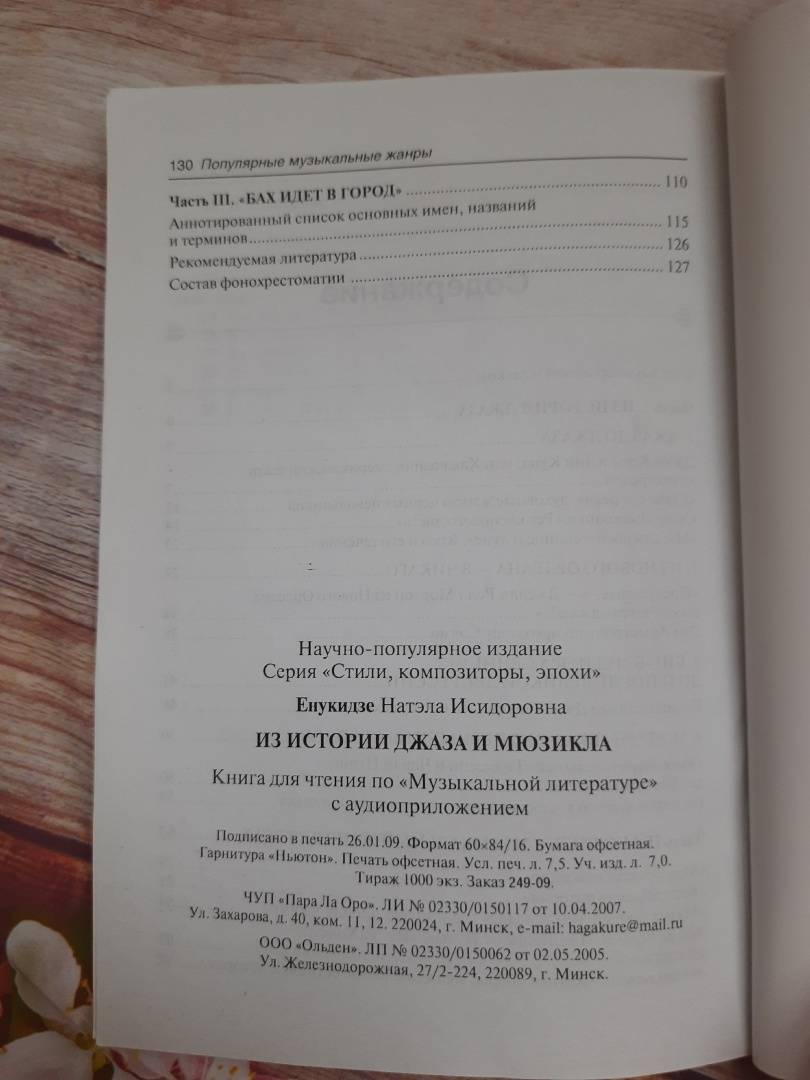 130 Популярные музыкальные жанры
Часть III. «БАХ ИДЕТ В ГОРОД» 110
Аннотированный список основных имен, названий
и терминов 115
Рекомендуемая литература 126
Состав фонохрестоматии 127
Содержание
Научно-популярное издание
Серия «Стили, композиторы, эпохи»
Енукидзе Натэла Исидоровна
ИЗ ИСТОРИИ ДЖАЗА И МЮЗИКЛА
Книга для чтения по «Музыкальной литературе»
с аудиоприложением
Подписано в печать 26.01.09. Формат 60×84/16. Бумага офсетная.
Гарнитура «Ньютон». Печать офсетная. Усл. печ. л. 7,5. Уч. изд. л. 7,0.
Тираж 1000 экз. Заказ 249-09.
ЧУП «Пара Ла Оро». ЛИ № 02330/0150117 от 10.04.2007.
Ул. Захарова, д. 40, ком. 11, 12. 220024, г. Минск, e-mail: hagakure@mail.ru
ООО «Ольден». ЛП № 02330/0150062 от 02.05.2005.
Ул. Железнодорожная, 27/2-224, 220089, г. Минск.